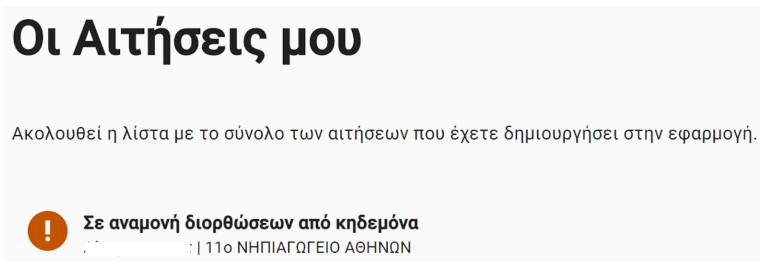 Οι Αιτήσεις μου
Ακολουθεί η λίστα με το σύνολο των αιτήσεων που έχετε δημιουργήσει στην εφαρμογή.
Σε αναμονή διορθώσεων από κηδεμόνα
| 11ο ΝΗΠΙΑΓΩΓΕΙΟ ΑΘΗΝΩΝ